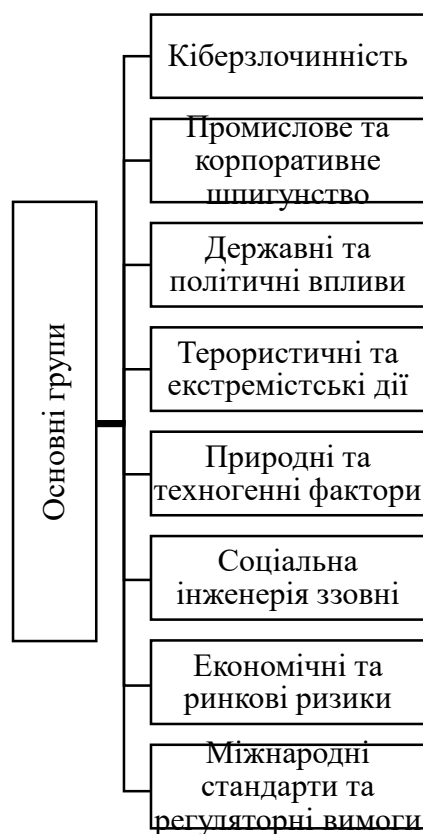 Основні групи
Кіберзлочинність
Промислове та
корпоративне
шпигунство
Державні та
політичні впливи
Терористичні та
екстремістські дії
Природні та
техногенні фактори
Соціальна
інженерія ззовні
Економічні та
ринкові ризики
Міжнародні
стандарти та
регуляторні вимоги